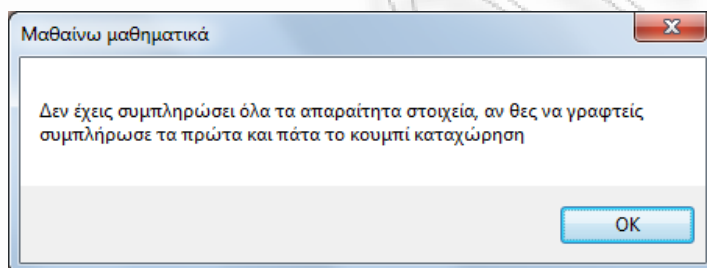 Μαθαίνω μαθηματικά
Δεν έχεις συμπληρώσει όλα τα απαραίτητα στοιχεία, αν θες να γραφτείς
συμπλήρωσε τα πρώτα και πάτα το κουμπί καταχώρηση
OK